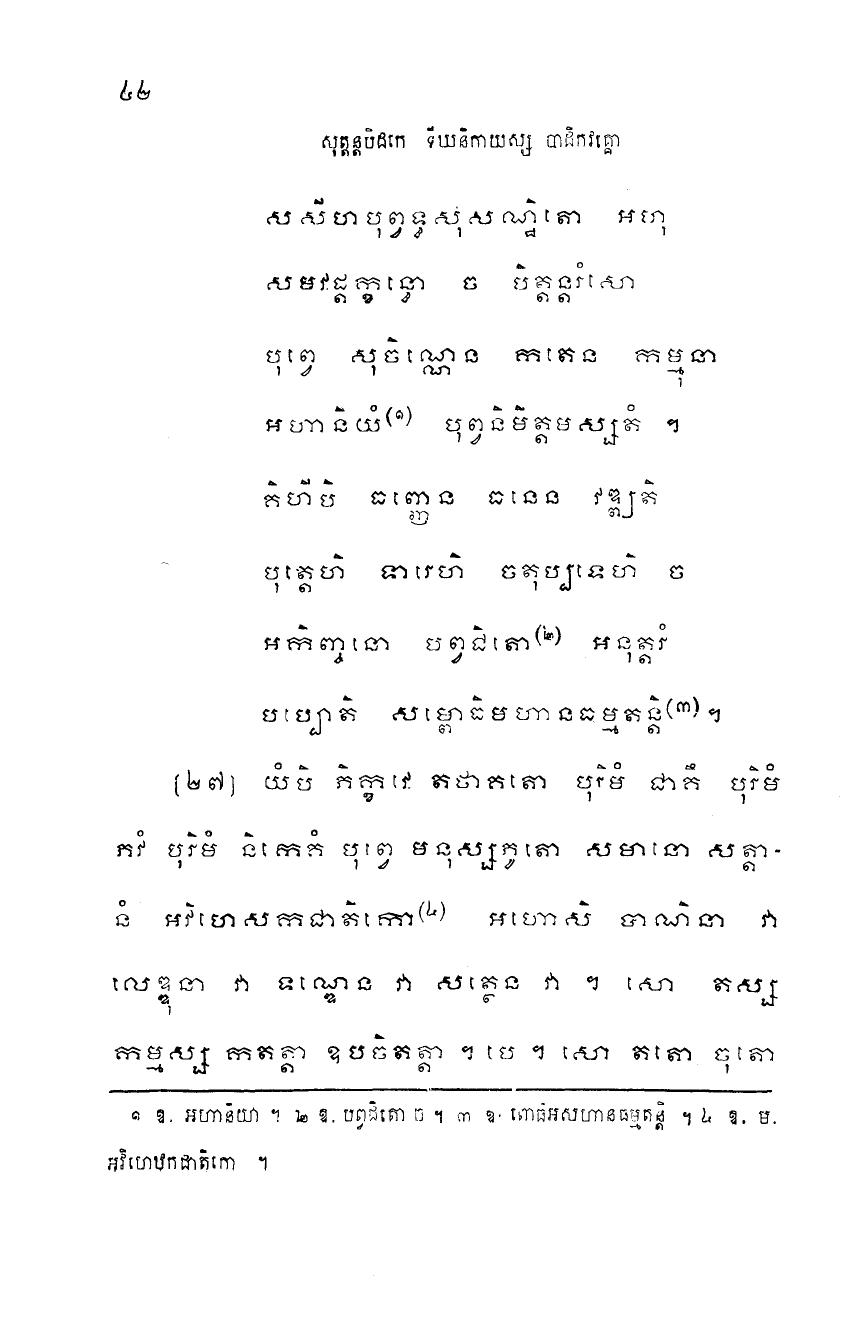 ៤២
សុត្តន្តបិដកេ ទីឃនិកាយស្ស បាដិកវគ្គោ
ស សីហបុព្វទ្ធសុសណ្ឋិតោ អហុ
សមវដ្តក្ខន្ធោ ច បិត្តន្តរំសោ
បុព្វេ សុចិណ្ណេន កតេន កម្មុនា
អហានិយំ(១) បុព្វនិមិត្តមស្សតំ ។
គិហីបិ ធញ្ញេន ធនេន វឌ្ឍតិ
បុត្តេហិ ទារេហិ ចតុប្បទេហិ ច
អកិញ្ចនោ បព្វជិតោ(២) អនុត្តរំ
បប្បោតិ សម្ពោធិមហានធម្មតន្តិ(៣) ។
[២៧] យំបិ ភិក្ខវេ តថាគតោ បុរិមំ ជាតឹ បុរិមំ
ភវំ បុរិមំ និកេតំ បុព្វេ មនុស្សភូតោ សមានោ សត្តា-
នំ អវិហេសកជាតិកោ(៤) អហោសិ បាណិនា វា
លេឌ្ឌុនា វា ទណ្ឌេន វា សត្ថេន វា ។ សោ តស្ស
កម្មស្ស កតត្តា ឧបចិតត្តា ។ បេ ។ សោ តតោ ចុតោ
១ ឧ. អហានិយា ។ ២ ឧ. បព្វជិតោ ច ។ ៣ ឧ. ពោធិអសហានធម្មតន្តិ ។ ៤ ឧ. ម.
អវិហេឋកជាតិកោ ។